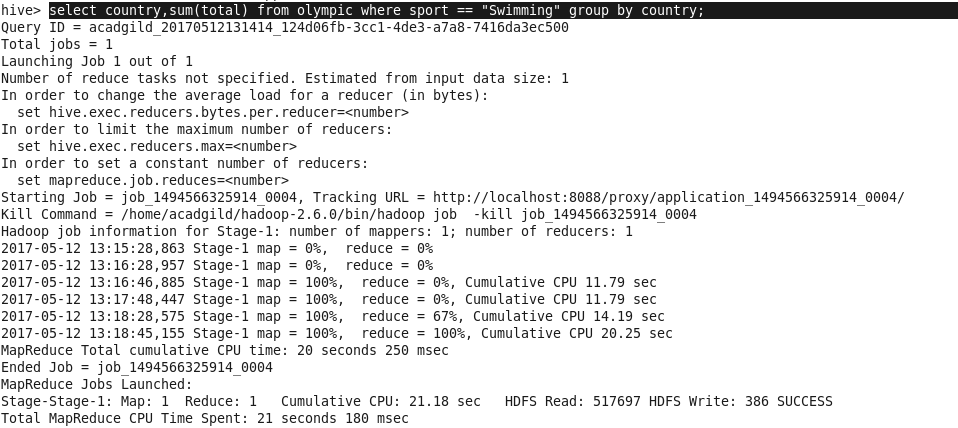 hive> select country,sum(total) from olympic where sport == "Swimming" group by country;
Query ID = acadgild_20170512131414_124d06fb-3cc1-4de3-a7a8-7416da3ec500
Total jobs = 1
Launching Job 1 out of 1
Number of reduce tasks not specified. Estimated from input data size: 1
In order to change the average load for a reducer (in bytes):
  set hive.exec.reducers.bytes.per.reducer=<number>
In order to limit the maximum number of reducers:
  set hive.exec.reducers.max=<number>
In order to set a constant number of reducers:
  set mapreduce.job.reduces=<number>
Starting Job = job_1494566325914_0004, Tracking URL = http://localhost:8088/proxy/application_1494566325914_0004/
Kill Command = /home/acadgild/hadoop-2.6.0/bin/hadoop job  -kill job_1494566325914_0004
Hadoop job information for Stage-1: number of mappers: 1; number of reducers: 1
2017-05-12 13:15:28,863 Stage-1 map = 0%,  reduce = 0%
2017-05-12 13:16:28,957 Stage-1 map = 0%,  reduce = 0%
2017-05-12 13:16:46,885 Stage-1 map = 100%,  reduce = 0%, Cumulative CPU 11.79 sec
2017-05-12 13:17:48,447 Stage-1 map = 100%,  reduce = 0%, Cumulative CPU 11.79 sec
2017-05-12 13:18:28,575 Stage-1 map = 100%,  reduce = 67%, Cumulative CPU 14.19 sec
2017-05-12 13:18:45,155 Stage-1 map = 100%,  reduce = 100%, Cumulative CPU 20.25 sec
MapReduce Total cumulative CPU time: 20 seconds 250 msec
Ended Job = job_1494566325914_0004
MapReduce Jobs Launched:
Stage-Stage-1: Map: 1  Reduce: 1   Cumulative CPU: 21.18 sec   HDFS Read: 517697 HDFS Write: 386 SUCCESS
Total MapReduce CPU Time Spent: 21 seconds 180 msec